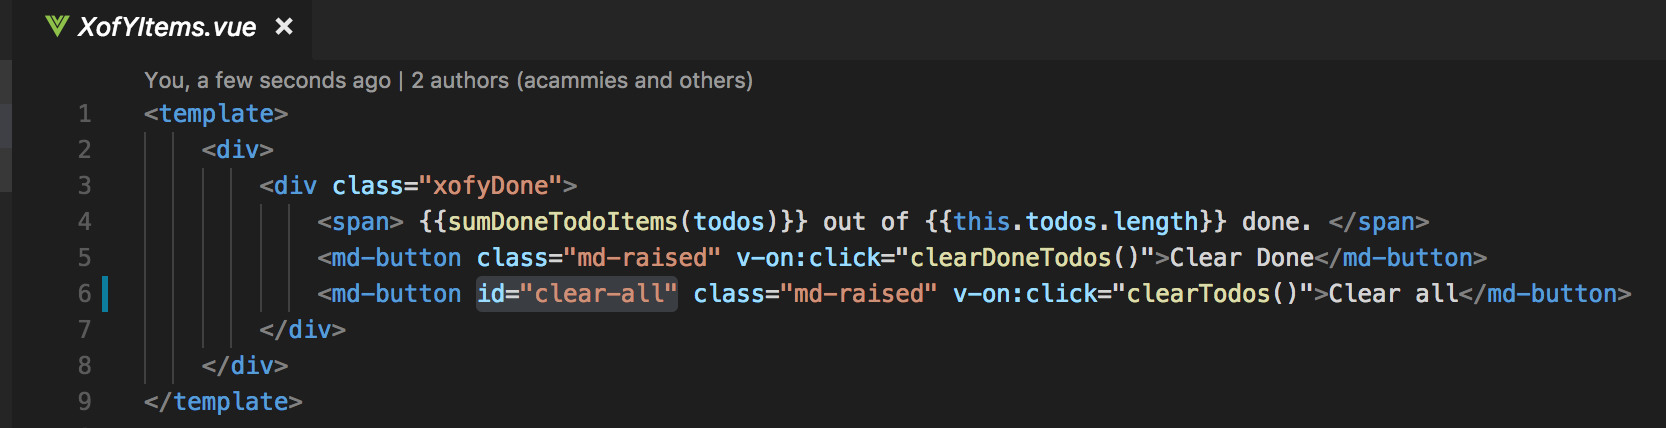 XofYItems.vue ×
You, a few seconds ago | 2 authors (acammies and others)
1 <template>
2 <div>
3 <div class="xofyDone">
4 <span> {{sumDoneTodoItems(todos)}} out of {{this.todos.length}} done. </span>
5 <md-button class="md-raised" v-on:click="clearDoneTodos()">Clear Done</md-button>
6 <md-button id="clear-all" class="md-raised" v-on:click="clearTodos()">Clear all</md-button>
7 </div>
8 </div>
9 </template>